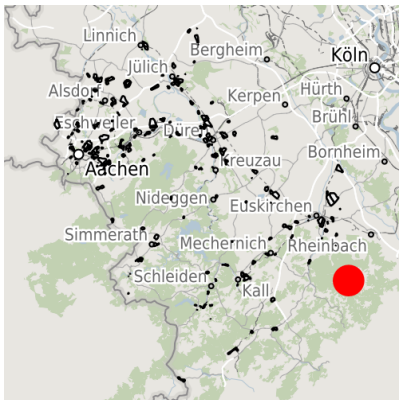 Linnich
Bergheim
Köln
Jülich
Alsdorf
Kerpen
Hürth
Brühl
Eschweiler
Düren
Bornheim
Kreuzau
Aachen
Nideggen
Euskirchen
Simmerath
Mechernich
Rheinbach
Schleiden
Kall